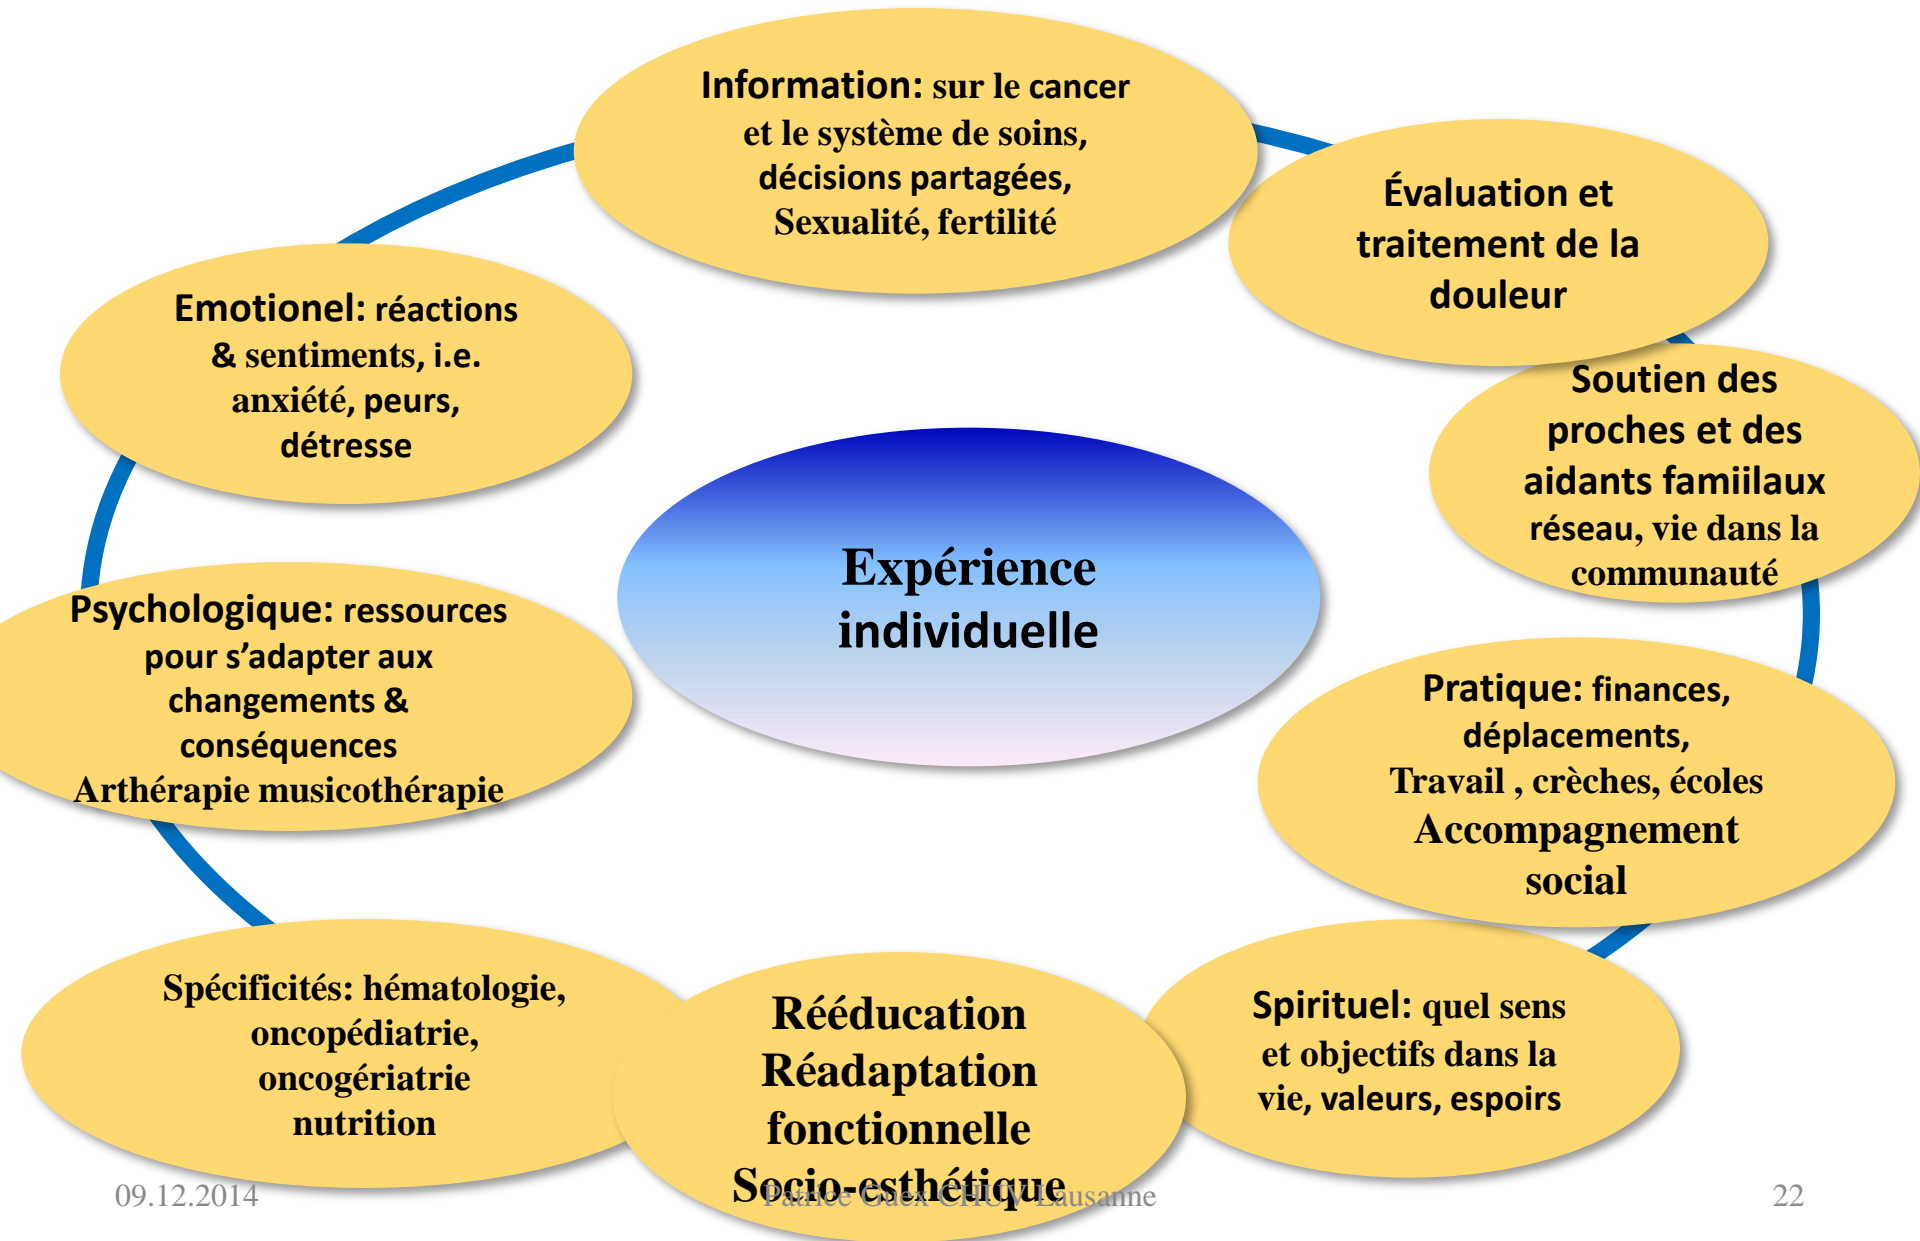 Information: sur le cancer
et le système de soins,
décisions partagées,
Sexualité, fertilité
Évaluation et
traitement de la
douleur
Soutien des
proches et des
aidants famiilaux
réseau, vie dans la
communauté
Pratique: finances,
déplacements,
Travail , crèches, écoles
Accompagnement
social
Spirituel: quel sens
et objectifs dans la
vie, valeurs, espoirs
Rééducation
Réadaptation
fonctionnelle
Socio-esthétique
Spécificités: hématologie,
oncopédiatrie,
oncogériatrie
nutrition
Psychologique: ressources
pour s’adapter aux
changements &
conséquences
Arthérapie musicothérapie
Emotionel: réactions
& sentiments, i.e.
anxiété, peurs,
détresse
Expérience
individuelle
09.12.2014
Patrice Guex CHUV Lausanne
22